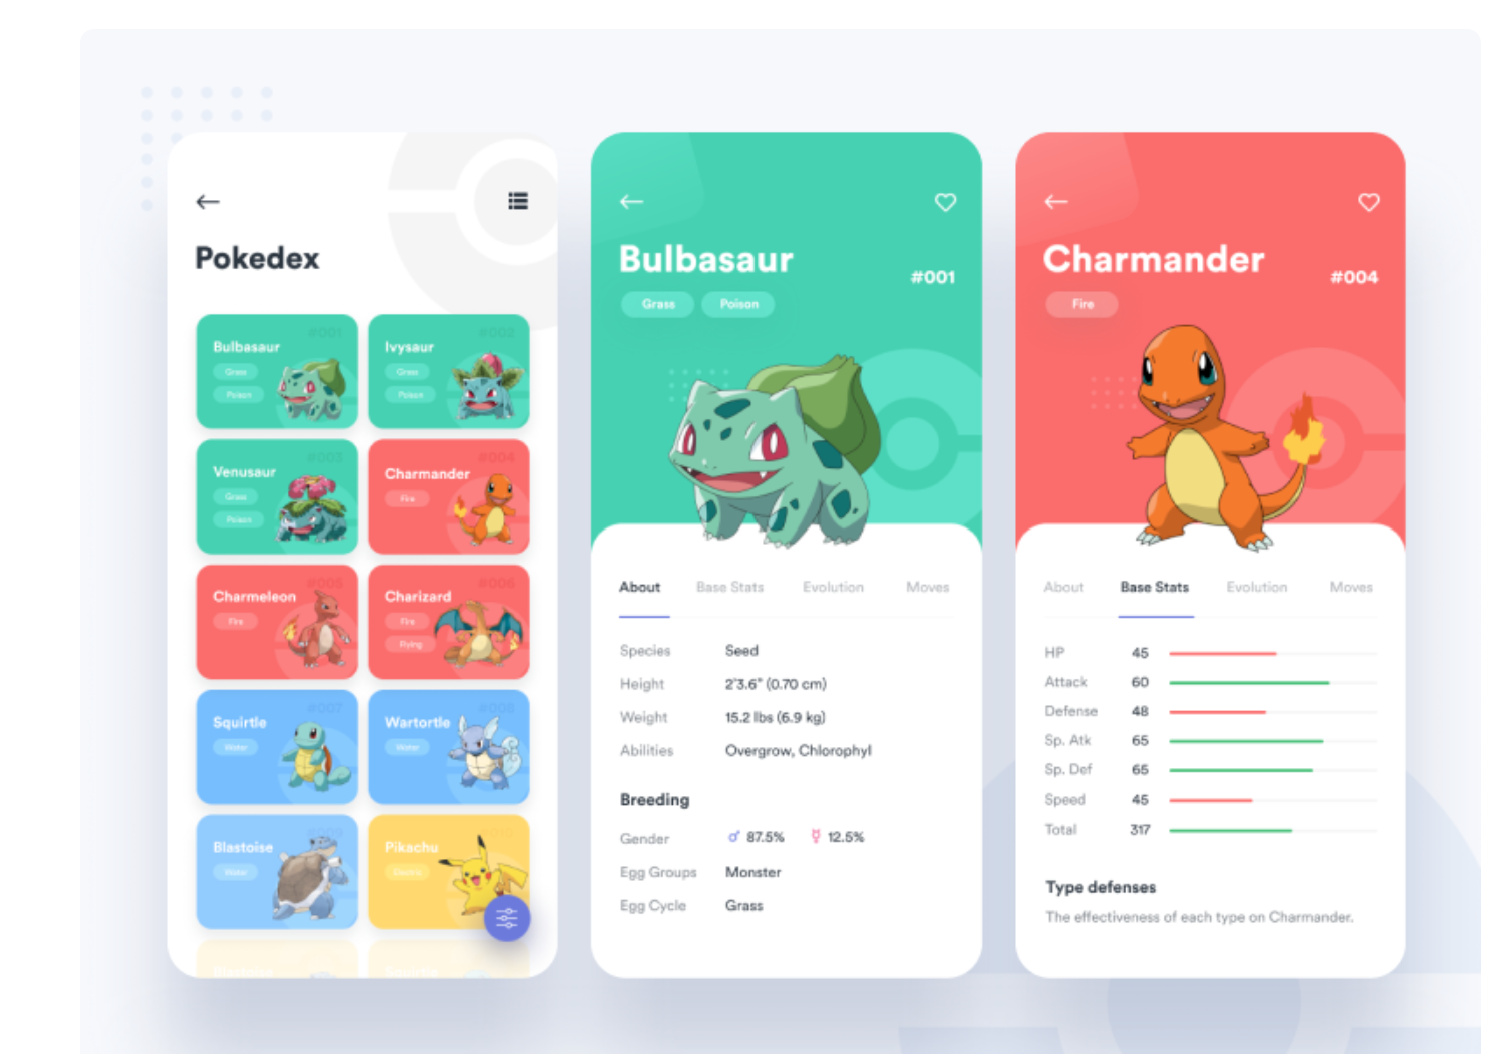 Pokedex
#001
Bulbasaur
Grass
Poison
#002
Ivysaur
Grass
Poison
#003
Venusaur
Grass
Poison
#004
Charmander
Fire
#005
Charmeleon
Fire
#006
Charizard
Fire
Flying
#007
Squirtle
Water
#008
Wartortle
Water
#009
Blastoise
Water
Pikachu
Electric
Blastoise
Bulbasaur
#001
Grass Poison
About Base Stats Evolution Moves
Species Seed
Height 2'3.6" (0.70 cm)
Weight 15.2 lbs (6.9 kg)
Abilities Overgrow, Chlorophyl
Breeding
Gender ♂ 87.5% ☿ 12.5%
Egg Groups Monster
Egg Cycle Grass
Charmander
#004
Fire
About Base Stats Evolution Moves
HP 45
Attack 60
Defense 48
Sp. Atk 65
Sp. Def 65
Speed 45
Total 317
Type defenses
The effectiveness of each type on Charmander.